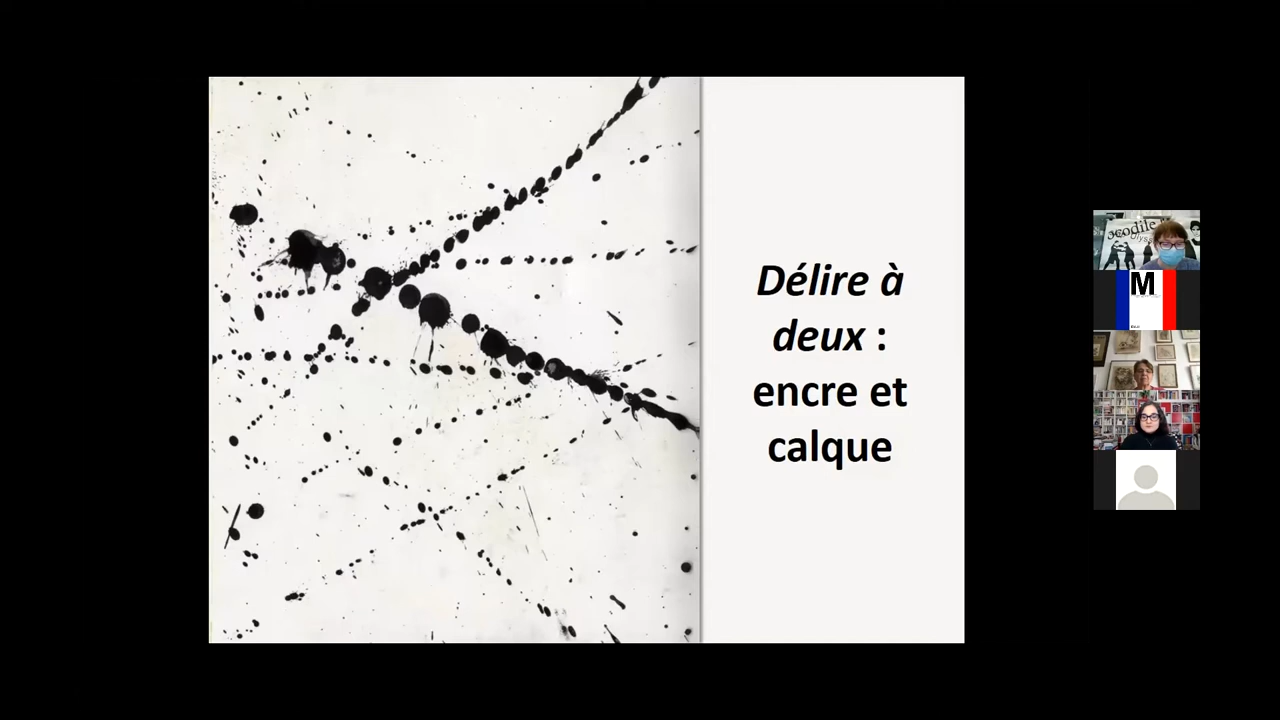 Délire à
deux :
encre et
calque
M